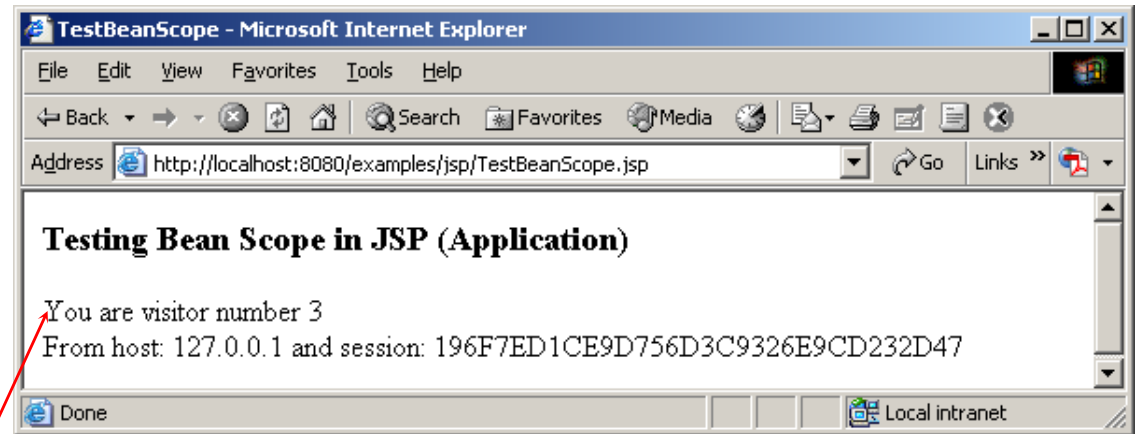 TestBeanScope - Microsoft Internet Explorer
File Edit View Favorites Tools Help
Back Search Favorites Media
Address http://localhost:8080/examples/jsp/TestBeanScope.jsp Go Links »
Testing Bean Scope in JSP (Application)
You are visitor number 3
From host: 127.0.0.1 and session: 196F7ED1CE9D756D3C9326E9CD232D47
Done Local intranet